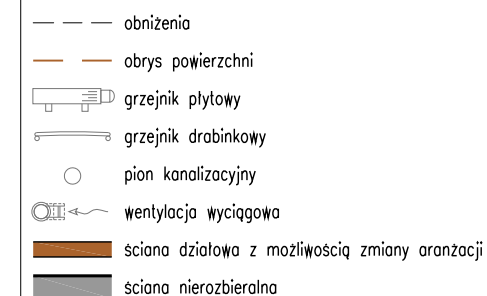 obniżenia
obrys powierzchni
grzejnik płytowy
grzejnik drabinkowy
pion kanalizacyjny
wentylacja wyciągowa
ściana działowa z możliwością zmiany aranżacji
ściana nierozbieralna